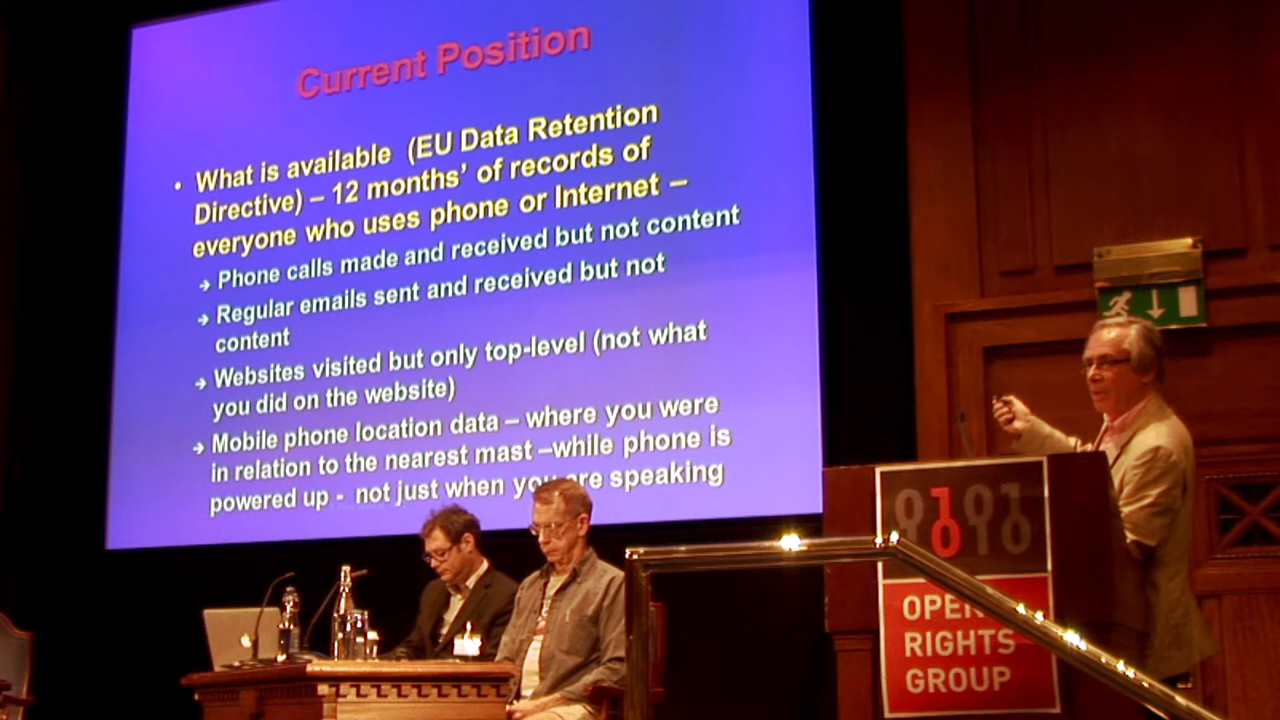 Current Position
• What is available (EU Data Retention
Directive) – 12 months' of records of
everyone who uses phone or Internet –
→ Phone calls made and received but not content
→ Regular emails sent and received but not
content
→ Websites visited but only top-level (not what
you did on the website)
→ Mobile phone location data – where you were
in relation to the nearest mast –while phone is
powered up - not just when you are speaking
OPEN
RIGHTS
GROUP